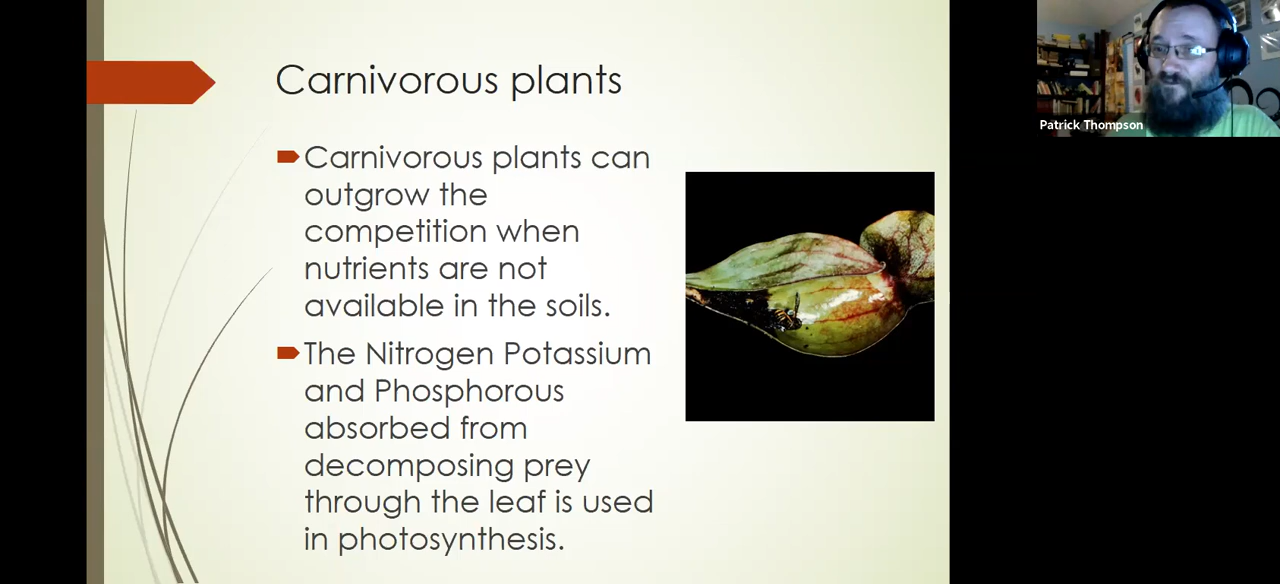 Carnivorous plants
Carnivorous plants can
outgrow the
competition when
nutrients are not
available in the soils.
The Nitrogen Potassium
and Phosphorous
absorbed from
decomposing prey
through the leaf is used
in photosynthesis.
Patrick Thompson